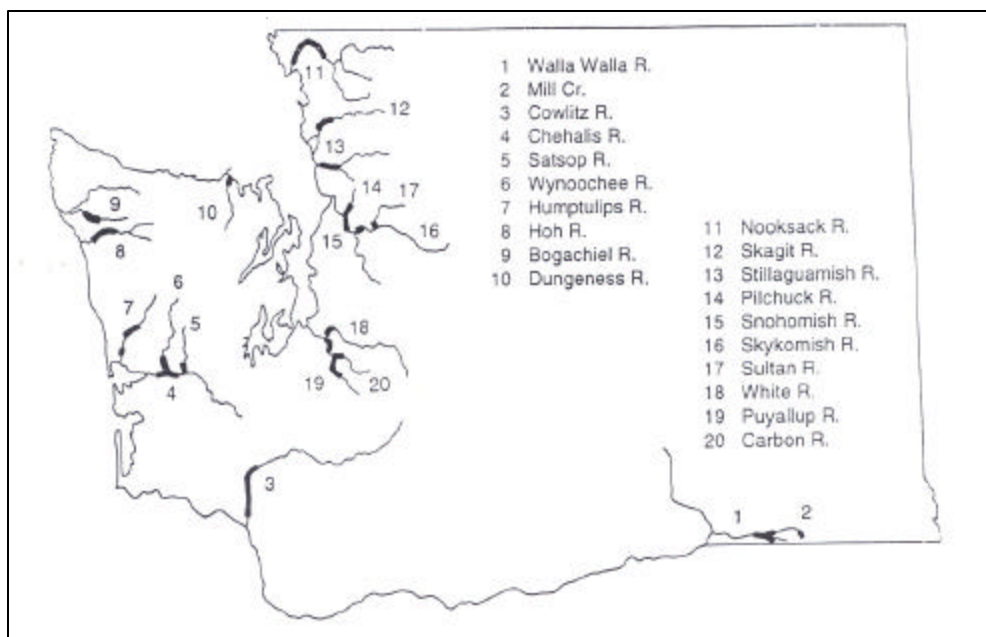 11
12
13
14
17
15
16
10
9
8
7
6
5
4
18
19
20
3
1
2
1 Walla Walla R.
2 Mill Cr.
3 Cowlitz R.
4 Chehalis R.
5 Satsop R.
6 Wynoochee R.
7 Humptulips R.
8 Hoh R.
9 Bogachiel R.
10 Dungeness R.
11 Nooksack R.
12 Skagit R.
13 Stillaguamish R.
14 Pilchuck R.
15 Snohomish R.
16 Skykomish R.
17 Sultan R.
18 White R.
19 Puyallup R.
20 Carbon R.